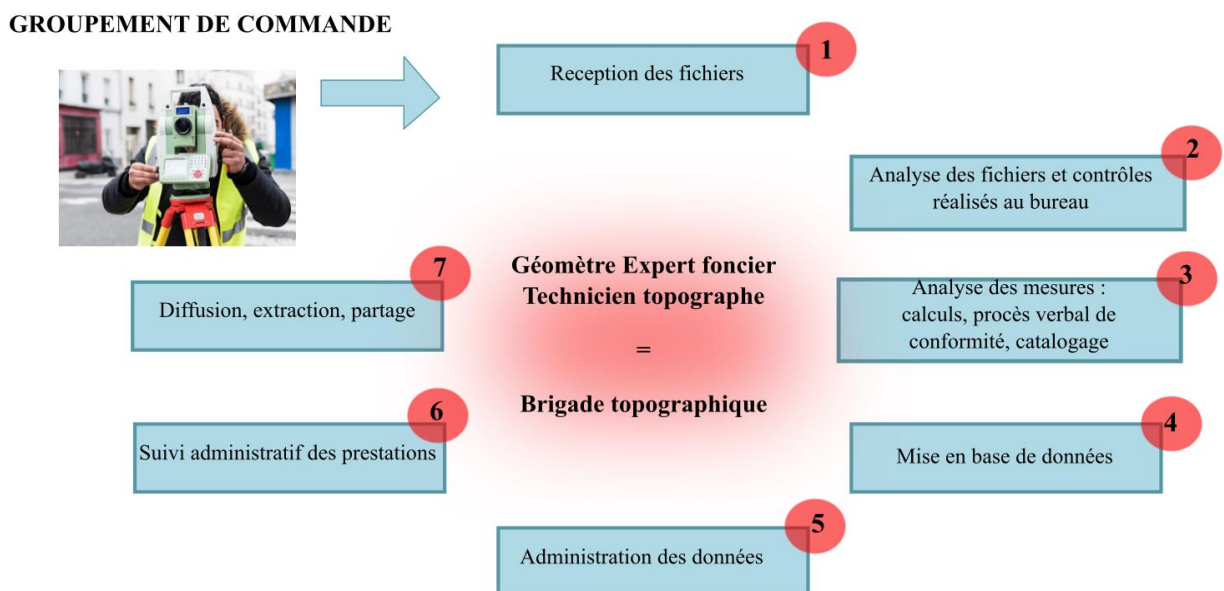 GROUPEMENT DE COMMANDE
1
Reception des fichiers
2
Analyse des fichiers et contrôles
réalisés au bureau
3
Analyse des mesures :
calculs, procès verbal de
conformité, catalogage
4
Mise en base de données
5
Administration des données
6
Suivi administratif des prestations
7
Diffusion, extraction, partage
Géomètre Expert foncier
Technicien topographe
=
Brigade topographique